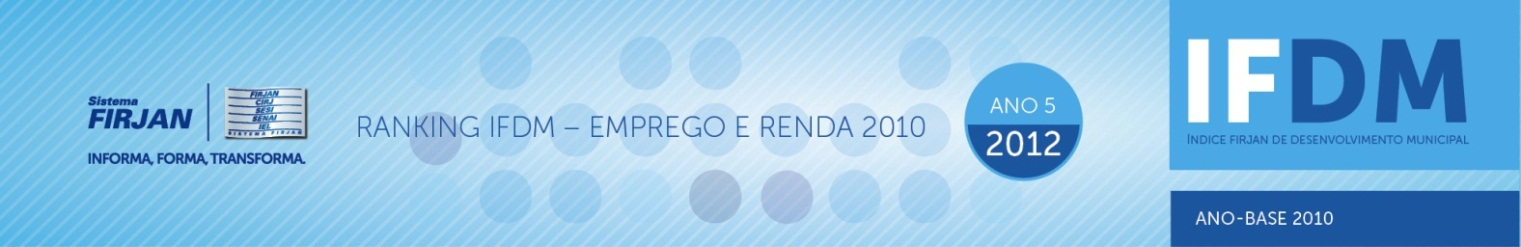 Sistema
FIRJAN
INFORMA, FORMA, TRANSFORMA.
FIRJAN
CIRJ
SESI
SENAI
IEL
SISTEMA FIRJAN
RANKING IFDM – EMPREGO E RENDA 2010
ANO 5
2012
IFDM
ÍNDICE FIRJAN DE DESENVOLVIMENTO MUNICIPAL
ANO-BASE 2010